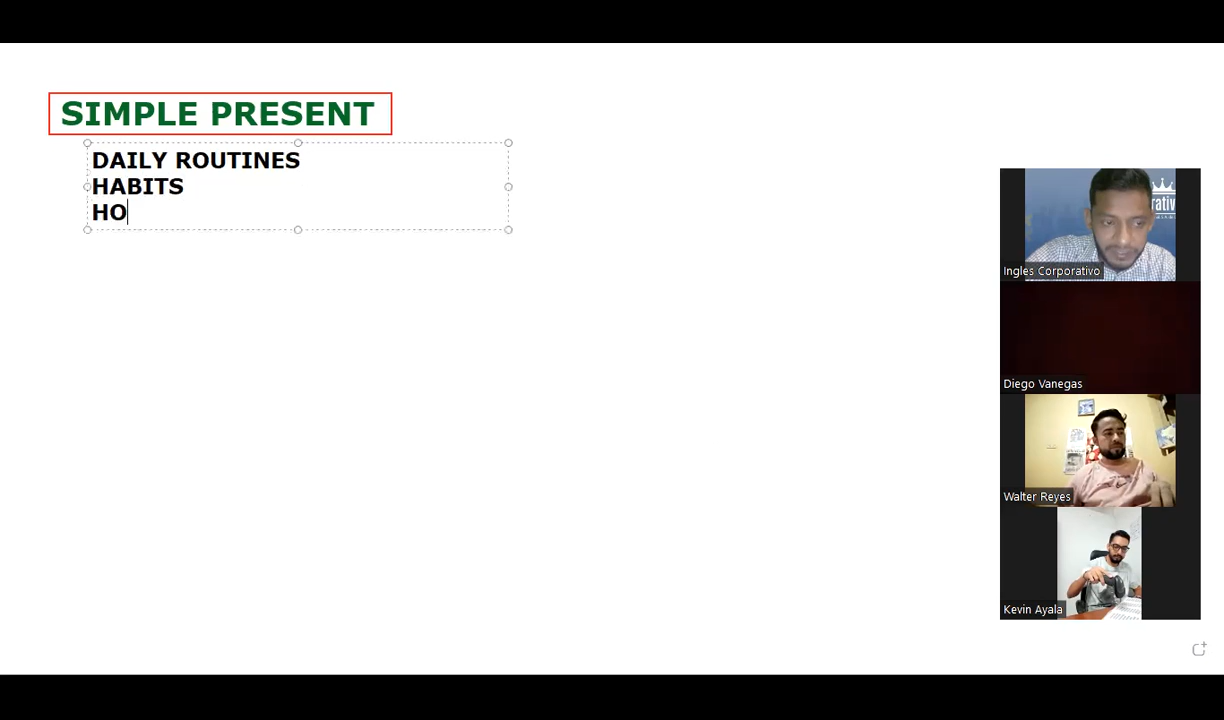 SIMPLE PRESENT
DAILY ROUTINES
HABITS
HO
Ingles Corporativo
Diego Vanegas
Walter Reyes
Kevin Ayala